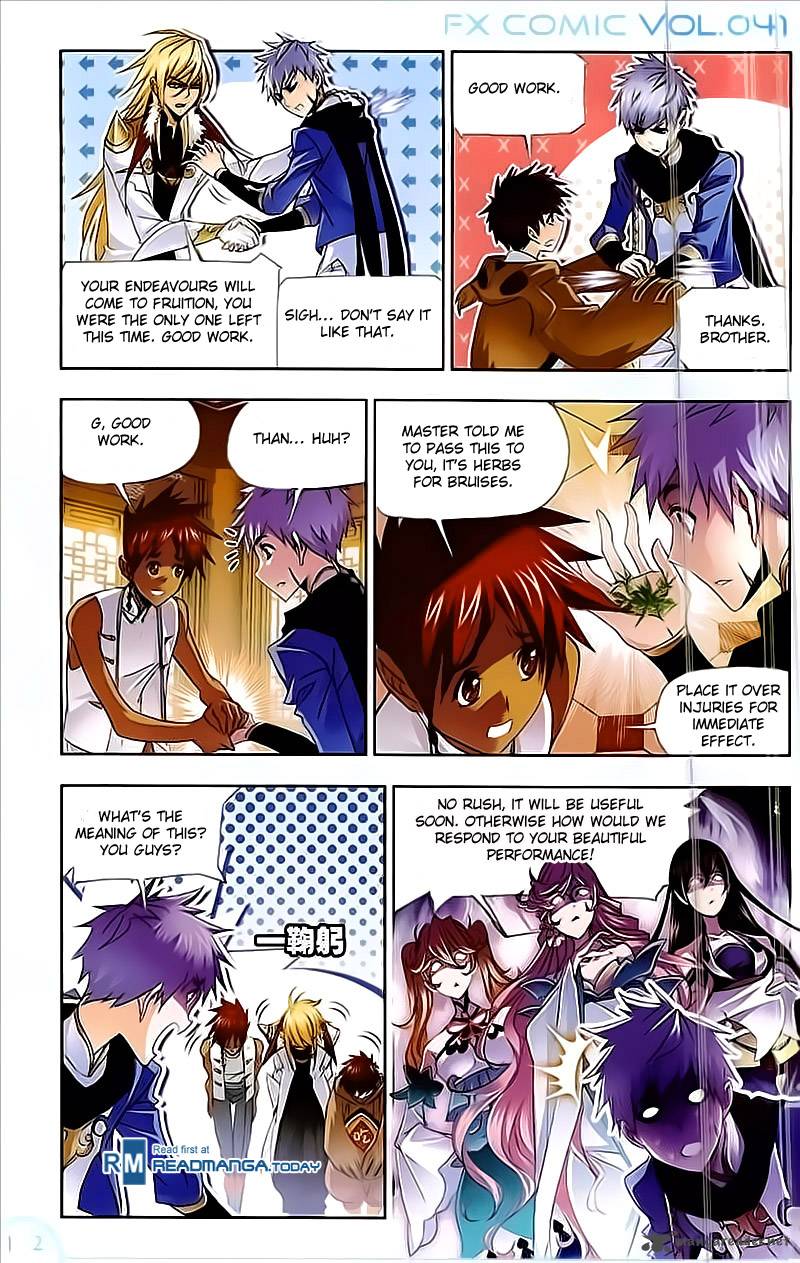 FX COMIC VOL.041
YOUR ENDEAVOURS WILL
COME TO FRUITION, YOU
WERE THE ONLY ONE LEFT
THIS TIME. GOOD WORK.
SIGH... DON'T SAY IT
LIKE THAT.
GOOD WORK.
THANKS.
BROTHER.
G, GOOD
WORK.
THAN... HUH?
MASTER TOLD ME
TO PASS THIS TO
YOU, IT'S HERBS
FOR BRUISES.
PLACE IT OVER
INJURIES FOR
IMMEDIATE
EFFECT.
WHAT'S THE
MEANING OF THIS?
YOU GUYS?
一鞠躬
吃
NO RUSH, IT WILL BE USEFUL
SOON. OTHERWISE HOW WOULD WE
RESPOND TO YOUR BEAUTIFUL
PERFORMANCE!
RM Read first at
READMANGA.TODAY
12
mangareader.net